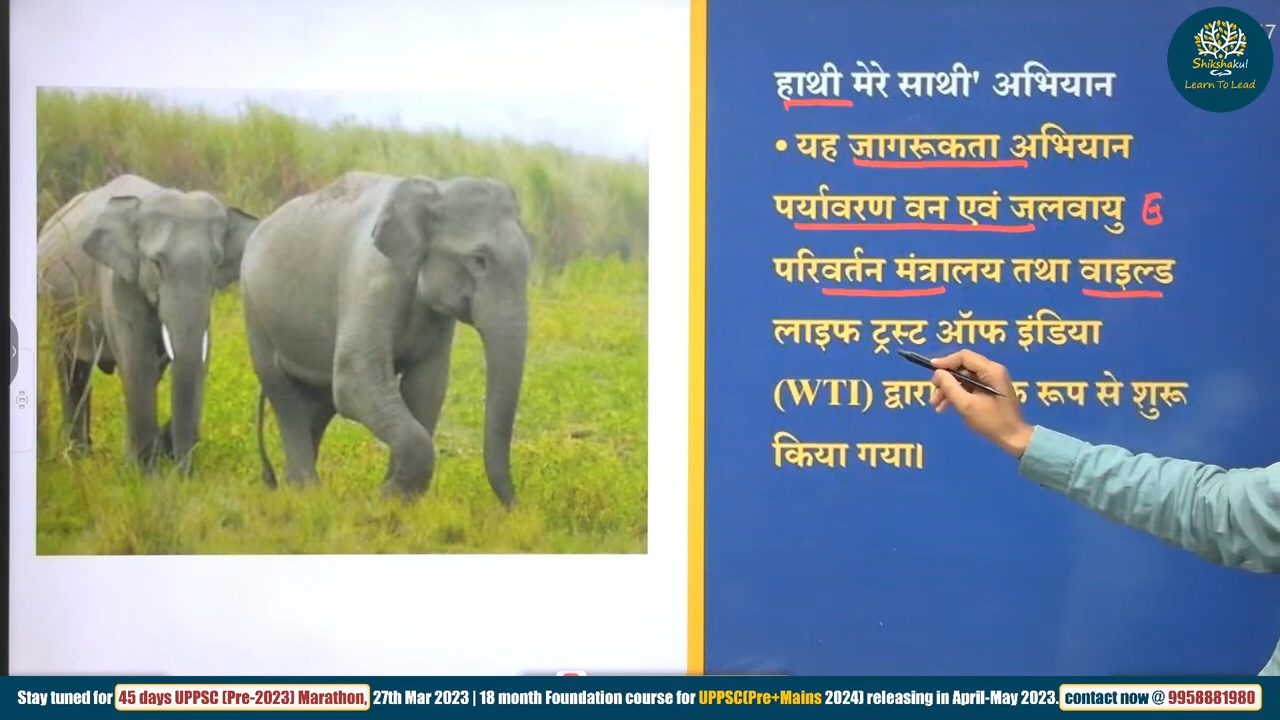 7
Shikshakul
Learn To Lead
हाथी मेरे साथी' अभियान
• यह जागरूकता अभियान
पर्यावरण वन एवं जलवायु E
परिवर्तन मंत्रालय तथा वाइल्ड
लाइफ ट्रस्ट ऑफ इंडिया
(WTI) द्वारा रूप से शुरू
किया गया।
Stay tuned for 45 days UPPSC (Pre-2023) Marathon, 27th Mar 2023 | 18 month Foundation course for UPPSC(Pre+Mains 2024) releasing in April-May 2023. contact now @ 9958881980